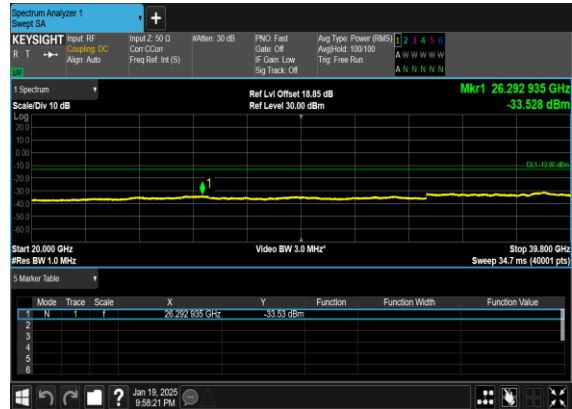 Spectrum Analyzer 1
Swept SA
+
KEYSIGHT Input: RF Input Z: 50 Ω #Atten: 30 dB PNO: Fast Avg Type: Power (RMS) 1 2 3 4 5 6
R T Coupling: DC Corr CCorr Gate: Off Avg|Hold: 100/100 A W W W W W
Align: Auto Freq Ref: Int (S) IF Gain: Low Trig: Free Run
Sig Track: Off A N N N N N
1 Spectrum Ref Lvl Offset 18.85 dB Mkr1 26.292 935 GHz
Scale/Div 10 dB Ref Level 30.00 dBm -33.528 dBm
Log
20.0
10.0
0.00
-10.0
DL1 -13.00 dBm
-20.0
1
-30.0
-40.0
-50.0
-60.0
Start 20.000 GHz Video BW 3.0 MHz* Stop 39.800 GHz
#Res BW 1.0 MHz Sweep 34.7 ms (40001 pts)
5 Marker Table
Mode Trace Scale X Y Function Function Width Function Value
1 N 1 f 26.292 935 GHz -33.53 dBm
2
3
4
5
6
? Jan 19, 2025
9:58:21 PM